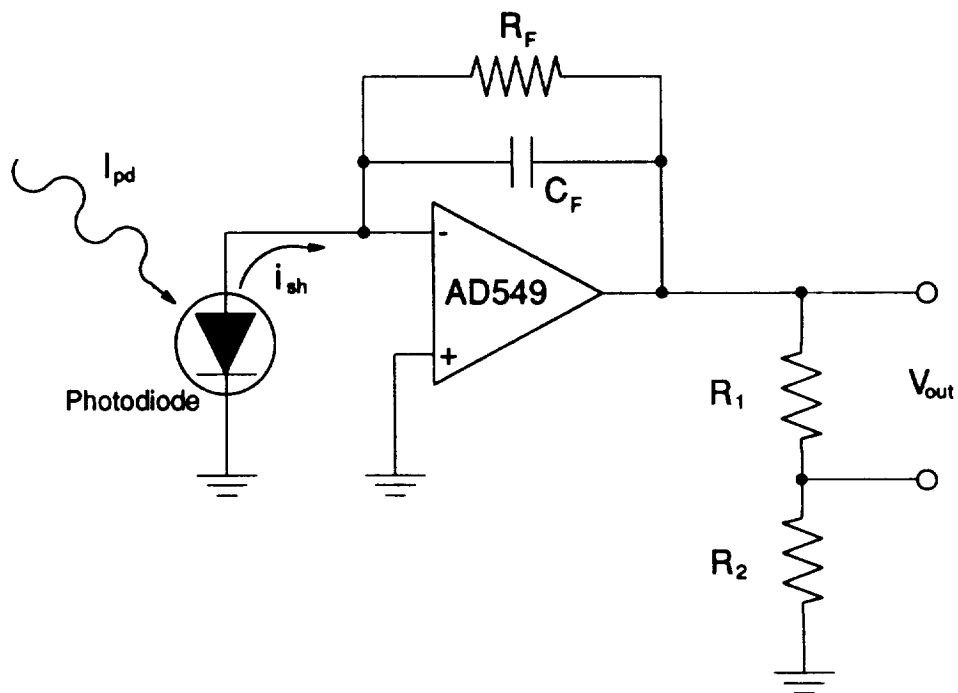 R_F
C_F
I_pd
i_sh
-
AD549
+
Photodiode
R_1
V_out
R_2